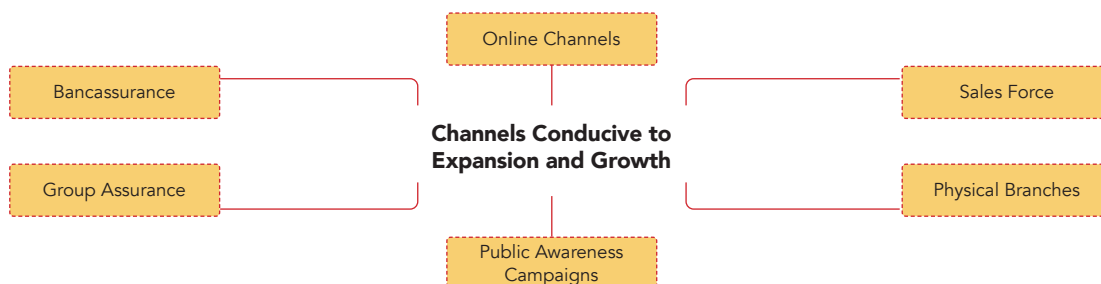 Online Channels
Bancassurance
Sales Force
Channels Conducive to
Expansion and Growth
Group Assurance
Physical Branches
Public Awareness
Campaigns